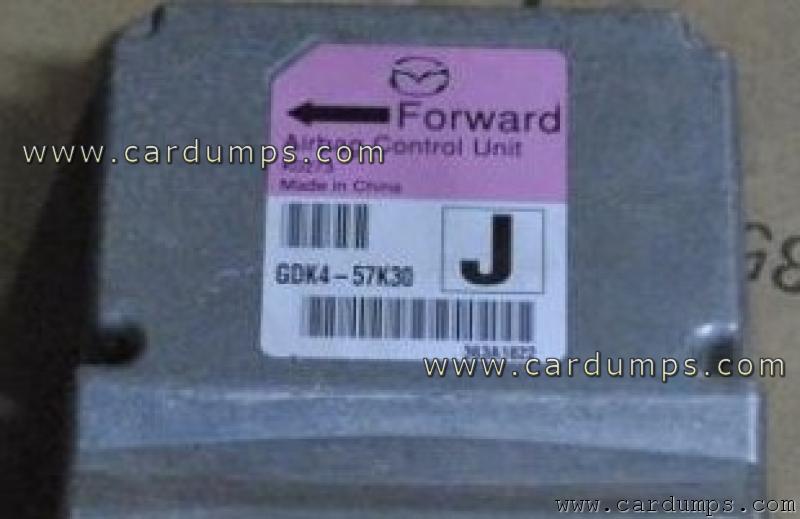 Forward
Airbag Control Unit
www.cardumps.com
Made in China
J
GDK4-57K30
www.cardumps.com
www.cardumps.com